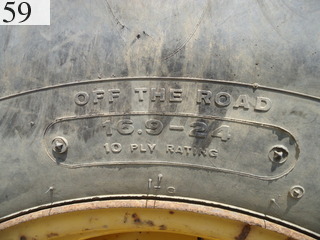 59
OFF THE ROAD
16.9-24
10 PLY RATING